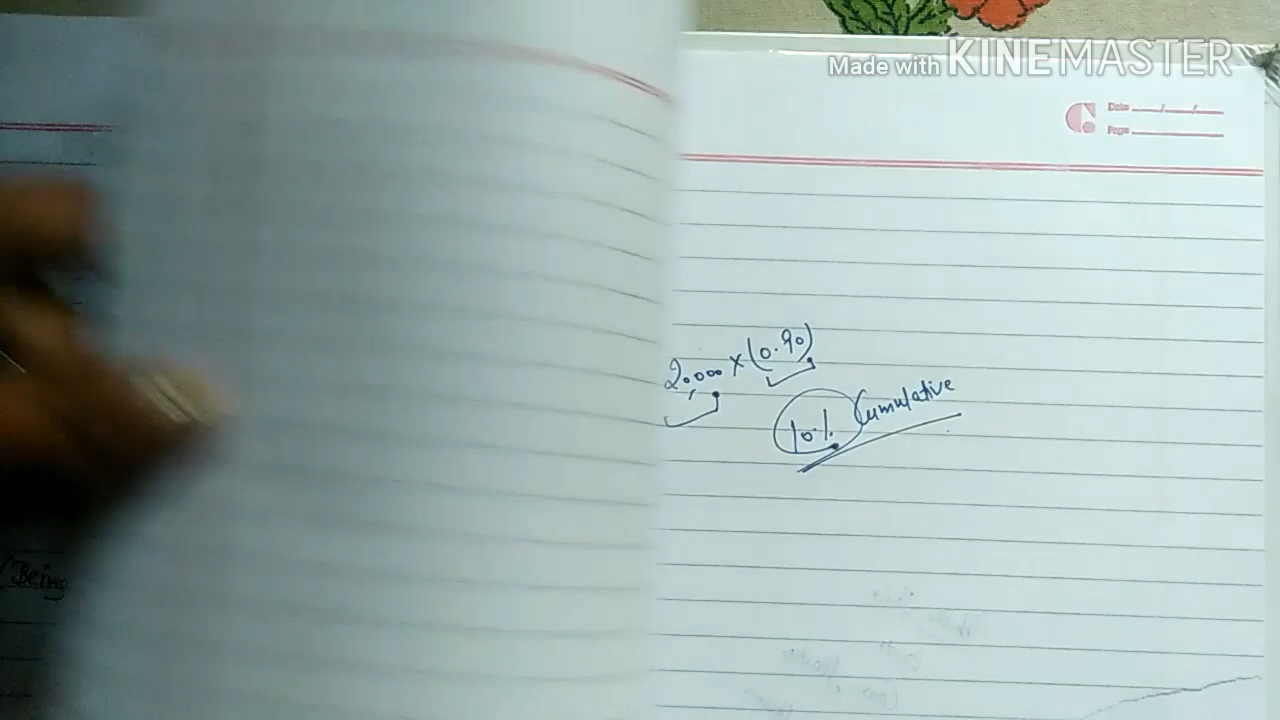 Made with KINEMASTER
Date
Page
2,000 x (0.90)
10%. Cumulative
Being